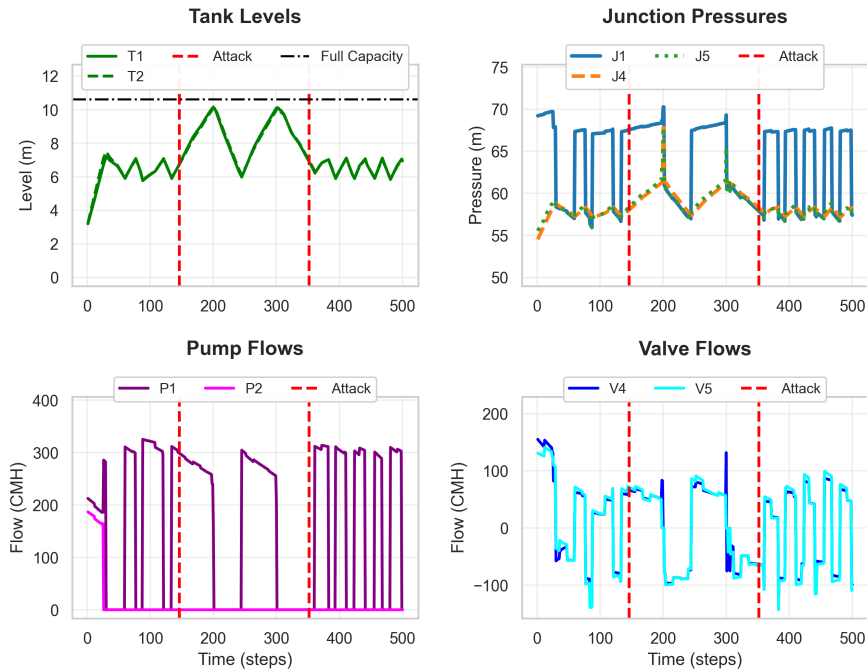 Tank Levels
T1 Attack Full Capacity
T2
Level (m)
12
10
8
6
4
2
0
0 100 200 300 400 500
Junction Pressures
J1 J5 Attack
J4
Pressure (m)
75
70
65
60
55
50
0 100 200 300 400 500
Pump Flows
P1 P2 Attack
Flow (CMH)
400
300
200
100
0
0 100 200 300 400 500
Time (steps)
Valve Flows
V4 V5 Attack
Flow (CMH)
200
100
0
−100
0 100 200 300 400 500
Time (steps)